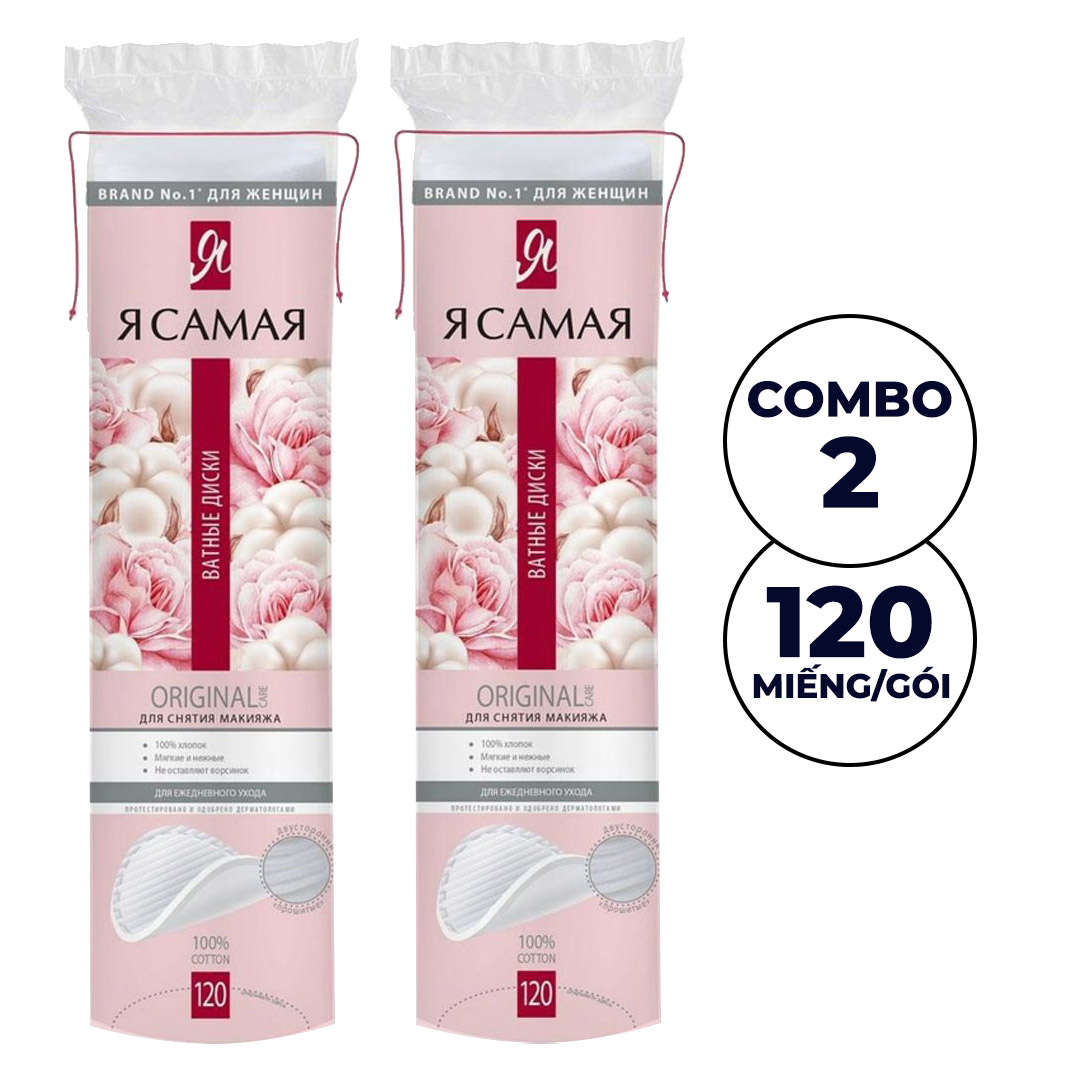 BRAND No.1* ДЛЯ ЖЕНЩИН
Я
Я САМАЯ
ВАТНЫЕ ДИСКИ
ORIGINAL CARE
ДЛЯ СНЯТИЯ МАКИЯЖА
• 100% хлопок
• Мягкие и нежные
• Не оставляют ворсинок
ДЛЯ ЕЖЕДНЕВНОГО УХОДА
ПРОТЕСТИРОВАНО И ОДОБРЕНО ДЕРМАТОЛОГАМИ
«прошитые»
100%
COTTON
120
BRAND No.1* ДЛЯ ЖЕНЩИН
Я
Я САМАЯ
ВАТНЫЕ ДИСКИ
ORIGINAL CARE
ДЛЯ СНЯТИЯ МАКИЯЖА
• 100% хлопок
• Мягкие и нежные
• Не оставляют ворсинок
ДЛЯ ЕЖЕДНЕВНОГО УХОДА
ПРОТЕСТИРОВАНО И ОДОБРЕНО ДЕРМАТОЛОГАМИ
«прошитые»
100%
COTTON
120
COMBO
2
120
MIẾNG/GÓI